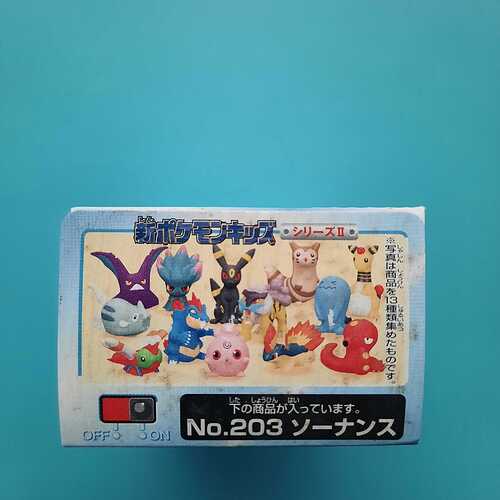 新ポケモンキッズ シリーズⅡ
※写真は商品を13種類集めたものです。
下の商品が入っています。
No.203 ソーナンス
OFF ON